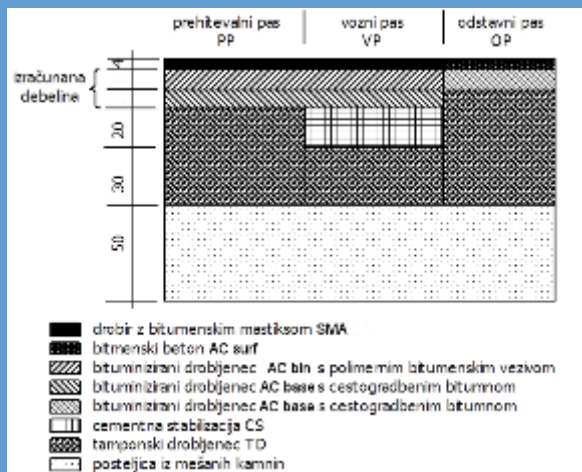 prehitevalni pas
PP
vozni pas
VP
odstavni pas
OP
4
izračunana
debelina
20
30
50
drobir z bitumenskim mastiksom SMA
bitmenski beton AC surf
bituminizirani drobljenec AC bin s polimernim bitumenskim vezivom
bituminizirani drobljenec AC base s cestogradbenim bitumnom
bituminizirani drobljenec AC base s cestogradbenim bitumnom
cementna stabilizacija CS
tamponski drobljenec TD
posteljica iz mešanih kamnin